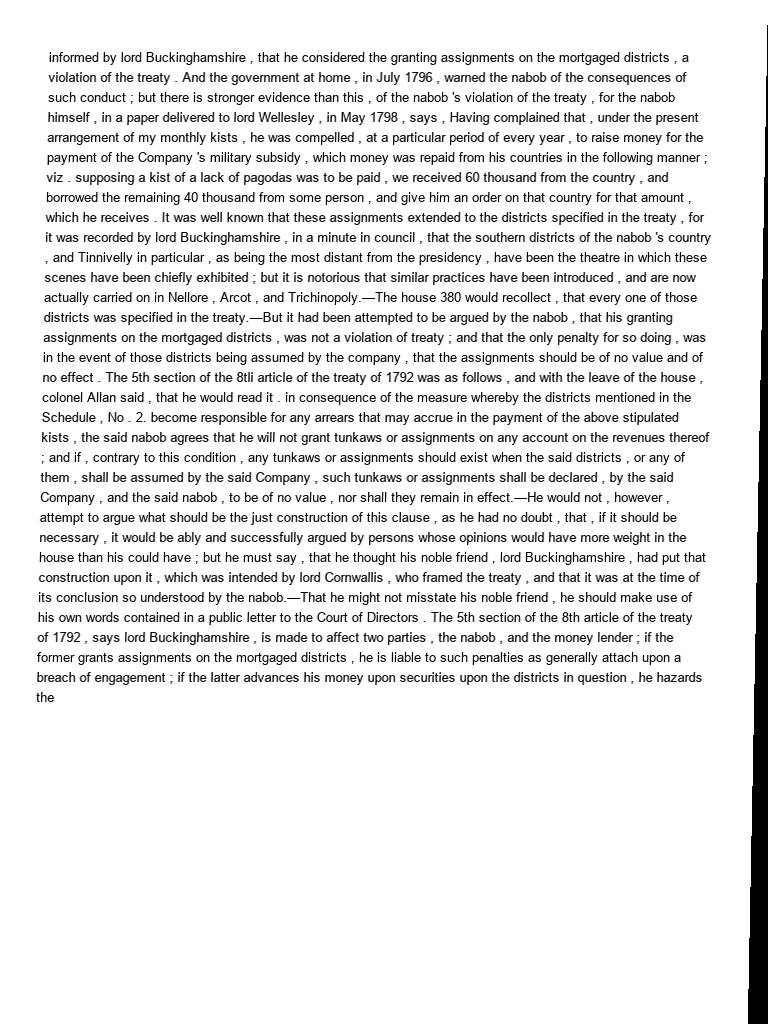 informed by lord Buckinghamshire , that he considered the granting assignments on the mortgaged districts , a
violation of the treaty . And the government at home , in July 1796 , warned the nabob of the consequences of
such conduct ; but there is stronger evidence than this , of the nabob 's violation of the treaty , for the nabob
himself , in a paper delivered to lord Wellesley , in May 1798 , says , Having complained that , under the present
arrangement of my monthly kists , he was compelled , at a particular period of every year , to raise money for the
payment of the Company 's military subsidy , which money was repaid from his countries in the following manner ;
viz . supposing a kist of a lack of pagodas was to be paid , we received 60 thousand from the country , and
borrowed the remaining 40 thousand from some person , and give him an order on that country for that amount ,
which he receives . It was well known that these assignments extended to the districts specified in the treaty , for
it was recorded by lord Buckinghamshire , in a minute in council , that the southern districts of the nabob 's country
, and Tinnivelly in particular , as being the most distant from the presidency , have been the theatre in which these
scenes have been chiefly exhibited ; but it is notorious that similar practices have been introduced , and are now
actually carried on in Nellore , Arcot , and Trichinopoly.—The house 380 would recollect , that every one of those
districts was specified in the treaty.—But it had been attempted to be argued by the nabob , that his granting
assignments on the mortgaged districts , was not a violation of treaty ; and that the only penalty for so doing , was
in the event of those districts being assumed by the company , that the assignments should be of no value and of
no effect . The 5th section of the 8tli article of the treaty of 1792 was as follows , and with the leave of the house ,
colonel Allan said , that he would read it . in consequence of the measure whereby the districts mentioned in the
Schedule , No . 2. become responsible for any arrears that may accrue in the payment of the above stipulated
kists , the said nabob agrees that he will not grant tunkaws or assignments on any account on the revenues thereof
; and if , contrary to this condition , any tunkaws or assignments should exist when the said districts , or any of
them , shall be assumed by the said Company , such tunkaws or assignments shall be declared , by the said
Company , and the said nabob , to be of no value , nor shall they remain in effect.—He would not , however ,
attempt to argue what should be the just construction of this clause , as he had no doubt , that , if it should be
necessary , it would be ably and successfully argued by persons whose opinions would have more weight in the
house than his could have ; but he must say , that he thought his noble friend , lord Buckinghamshire , had put that
construction upon it , which was intended by lord Cornwallis , who framed the treaty , and that it was at the time of
its conclusion so understood by the nabob.—That he might not misstate his noble friend , he should make use of
his own words contained in a public letter to the Court of Directors . The 5th section of the 8th article of the treaty
of 1792 , says lord Buckinghamshire , is made to affect two parties , the nabob , and the money lender ; if the
former grants assignments on the mortgaged districts , he is liable to such penalties as generally attach upon a
breach of engagement ; if the latter advances his money upon securities upon the districts in question , he hazards
the